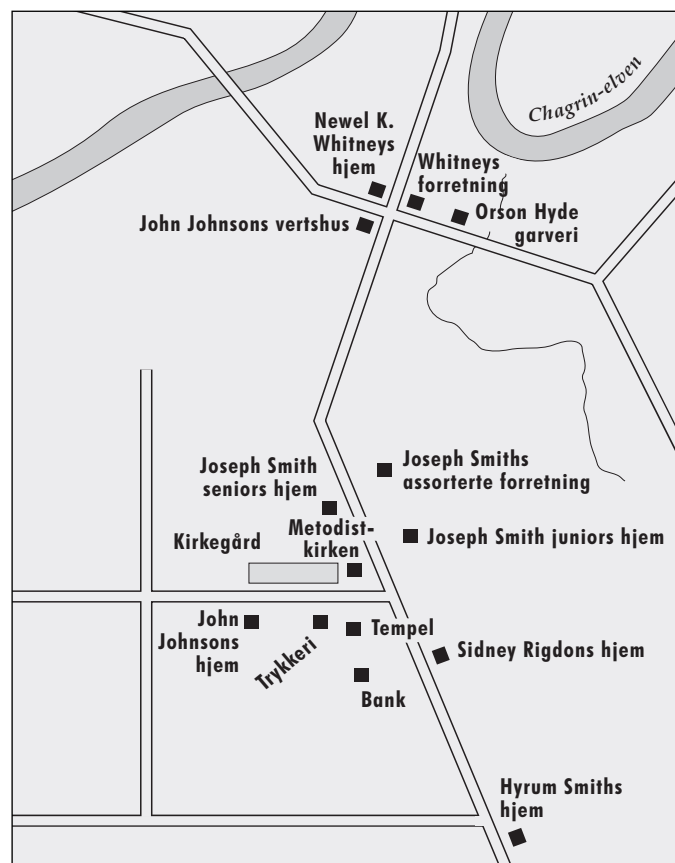 Chagrin-elven
Newel K.
Whitneys
hjem
Whitneys
forretning
John Johnsons vertshus
Orson Hyde
garveri
Joseph Smith
seniors hjem
Joseph Smiths
assorterte forretning
Metodist-
kirken
Kirkegård
Joseph Smith juniors hjem
John
Johnsons
hjem
Trykkeri
Tempel
Sidney Rigdons hjem
Bank
Hyrum Smiths
hjem